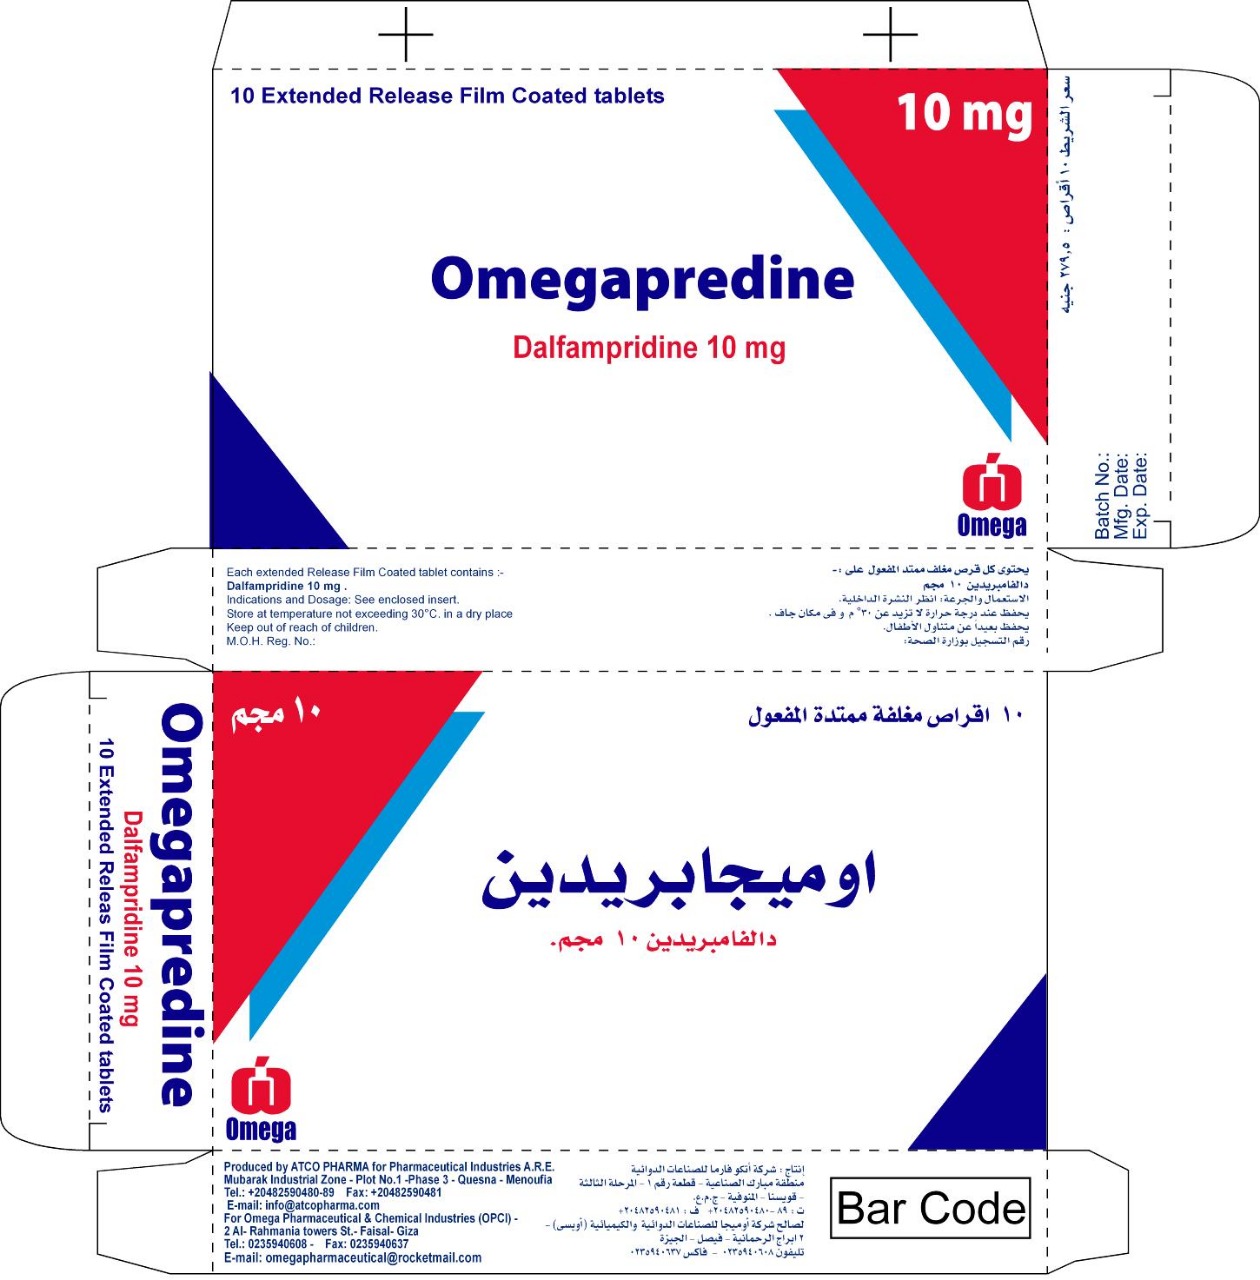 10 Extended Release Film Coated tablets
10 mg
Omegapredine
Dalfampridine 10 mg
Omega
سعر الشريط ١٠ أقراص : ٢٧٩,٥ جنيه
Batch No.:
Mfg. Date:
Exp. Date:
Each extended Release Film Coated tablet contains :-
Dalfampridine 10 mg .
Indications and Dosage: See enclosed insert.
Store at temperature not exceeding 30°C. in a dry place
Keep out of reach of children.
M.O.H. Reg. No.:
يحتوى كل قرص مغلف ممتد المفعول على :-
دالفامبريدين ١٠ مجم
الاستعمال والجرعة: انظر النشرة الداخلية.
يحفظ عند درجة حرارة لا تزيد عن ٣٠° م و فى مكان جاف .
يحفظ بعيداً عن متناول الأطفال.
رقم التسجيل بوزارة الصحة:
Omegapredine
Dalfampridine 10 mg
10 Extended Releas Film Coated tablets
١٠ مجم
١٠ اقراص مغلفة ممتدة المفعول
اوميجابريدين
دالفامبريدين ١٠ مجم.
Omega
Produced by ATCO PHARMA for Pharmaceutical Industries A.R.E.
Mubarak Industrial Zone - Plot No.1 -Phase 3 - Quesna - Menoufia
Tel.: +20482590480-89 Fax: +20482590481
E-mail: info@atcopharma.com
For Omega Pharmaceutical & Chemical Industries (OPCI) -
2 Al- Rahmania towers St.- Faisal- Giza
Tel.: 0235940608 - Fax: 0235940637
E-mail: omegapharmaceutical@rocketmail.com
إنتاج : شركة أتكو فارما للصناعات الدوائية
منطقة مبارك الصناعية - قطعة رقم ١ - المرحلة الثالثة
- قويسنا - المنوفية - ج.م.ع.
ت : ٨٩ -٢٠٤٨٢٥٩٠٤٨٠+ ف : ٢٠٤٨٢٥٩٠٤٨١+
لصالح شركة أوميجا للصناعات الدوائية والكيميائية (أوبسى) -
٢ ابراج الرحمانية - فيصل - الجيزة
تليفون ٠٢٣٥٩٤٠٦٠٨ - فاكس ٠٢٣٥٩٤٠٦٣٧
Bar Code